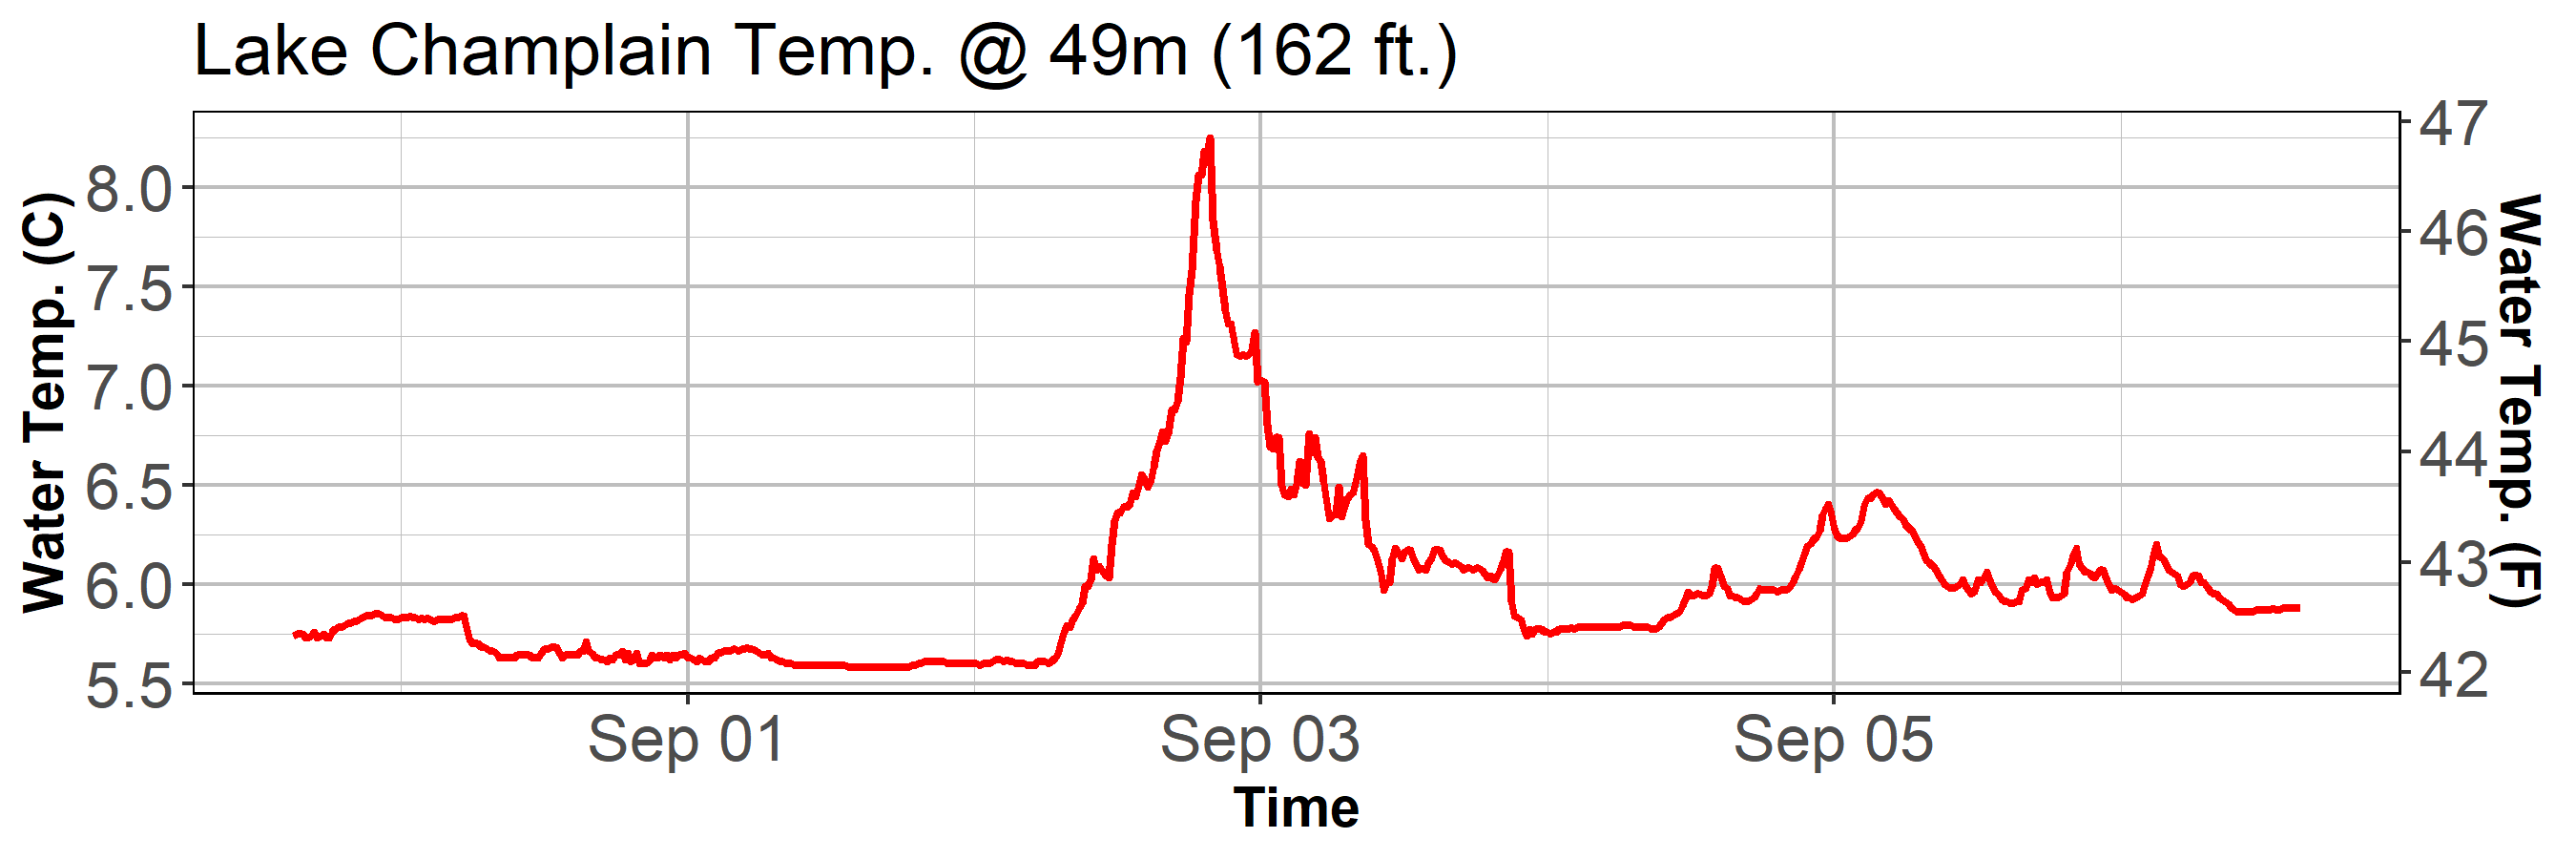 Lake Champlain Temp. @ 49m (162 ft.)
Water Temp. (C)
8.0
7.5
7.0
6.5
6.0
5.5
47
46
45
44
43
42
Water Temp. (F)
Sep 01
Sep 03
Sep 05
Time